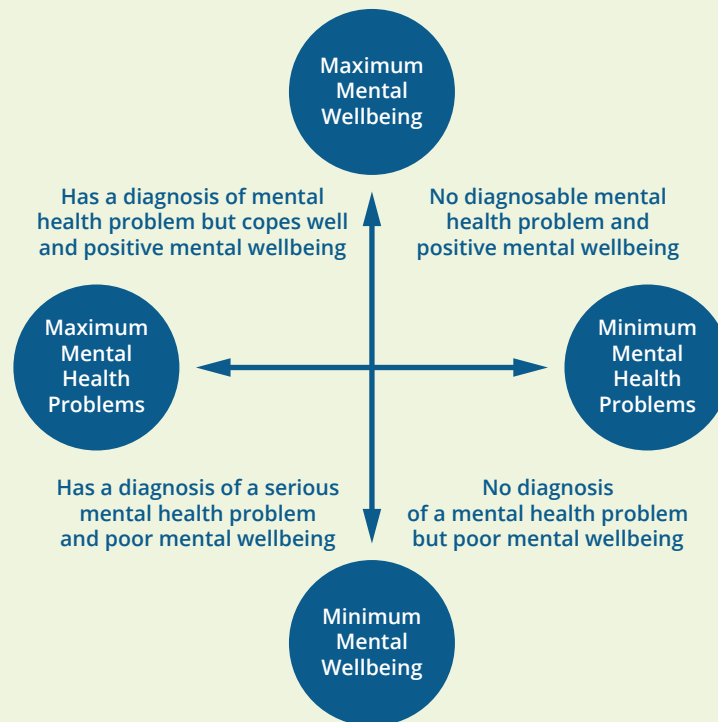 Maximum
Mental
Wellbeing
Has a diagnosis of mental
health problem but copes well
and positive mental wellbeing
No diagnosable mental
health problem and
positive mental wellbeing
Maximum
Mental
Health
Problems
Minimum
Mental
Health
Problems
Has a diagnosis of a serious
mental health problem
and poor mental wellbeing
No diagnosis
of a mental health problem
but poor mental wellbeing
Minimum
Mental
Wellbeing